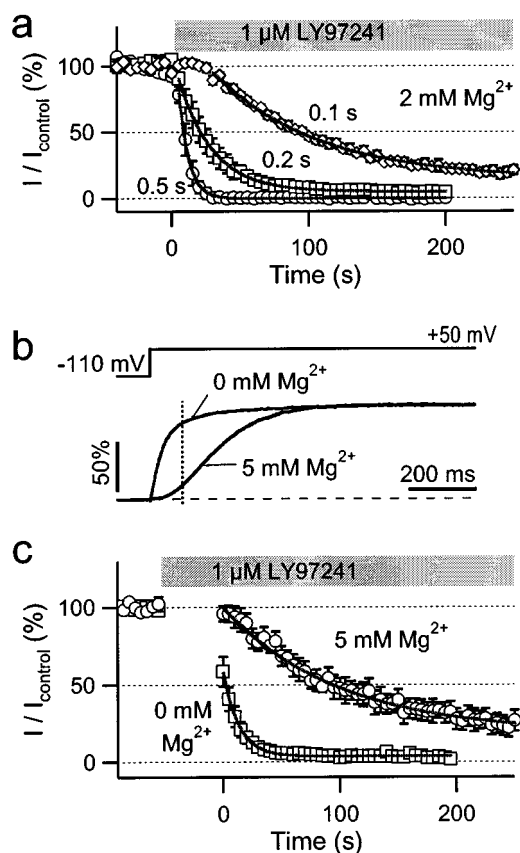 a
1 µM LY97241
I / Icontrol (%)
100
50
0
0.1 s
2 mM Mg2+
0.2 s
0.5 s
0
100
200
Time (s)
b
+50 mV
-110 mV
0 mM Mg2+
50%
5 mM Mg2+
200 ms
c
1 µM LY97241
I / Icontrol (%)
100
50
0
5 mM Mg2+
0 mM
Mg2+
0
100
200
Time (s)